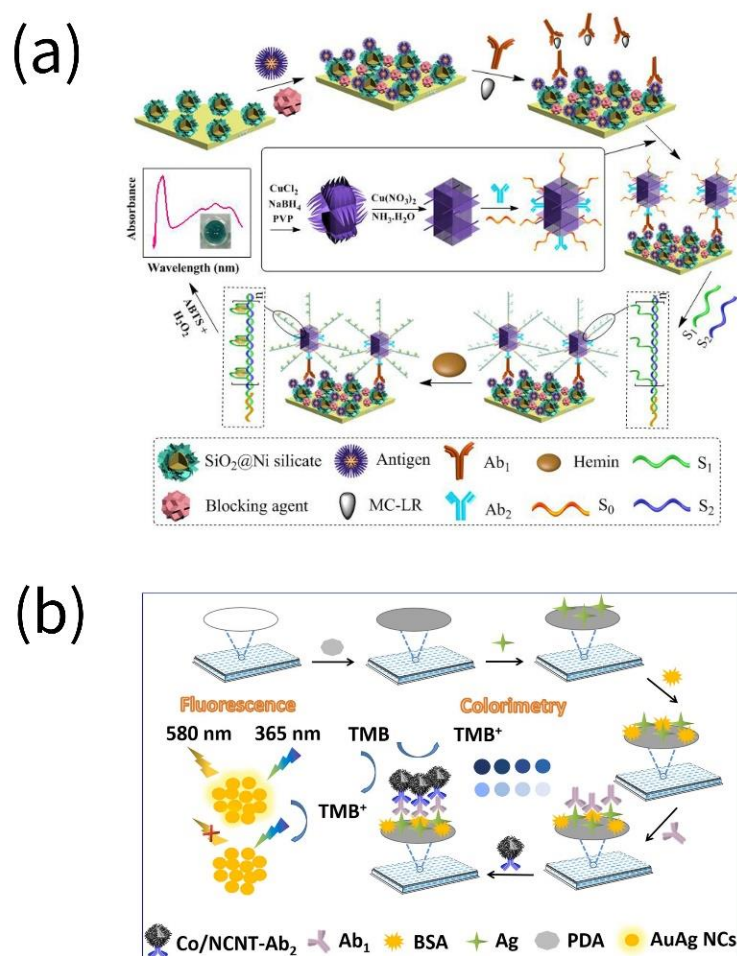 (a)
CuCl2
NaBH4
PVP
Cu(NO3)2
NH3-H2O
Absorbance
Wavelength (nm)
ABTS +
H2O2
n
n
S1
S2
SiO2@Ni silicate
Antigen
Ab1
Hemin
S1
Blocking agent
MC-LR
Ab2
S0
S2
(b)
Fluorescence
Colorimetry
580 nm
365 nm
TMB
TMB+
TMB+
Co/NCNT-Ab2
Ab1
BSA
Ag
PDA
AuAg NCs